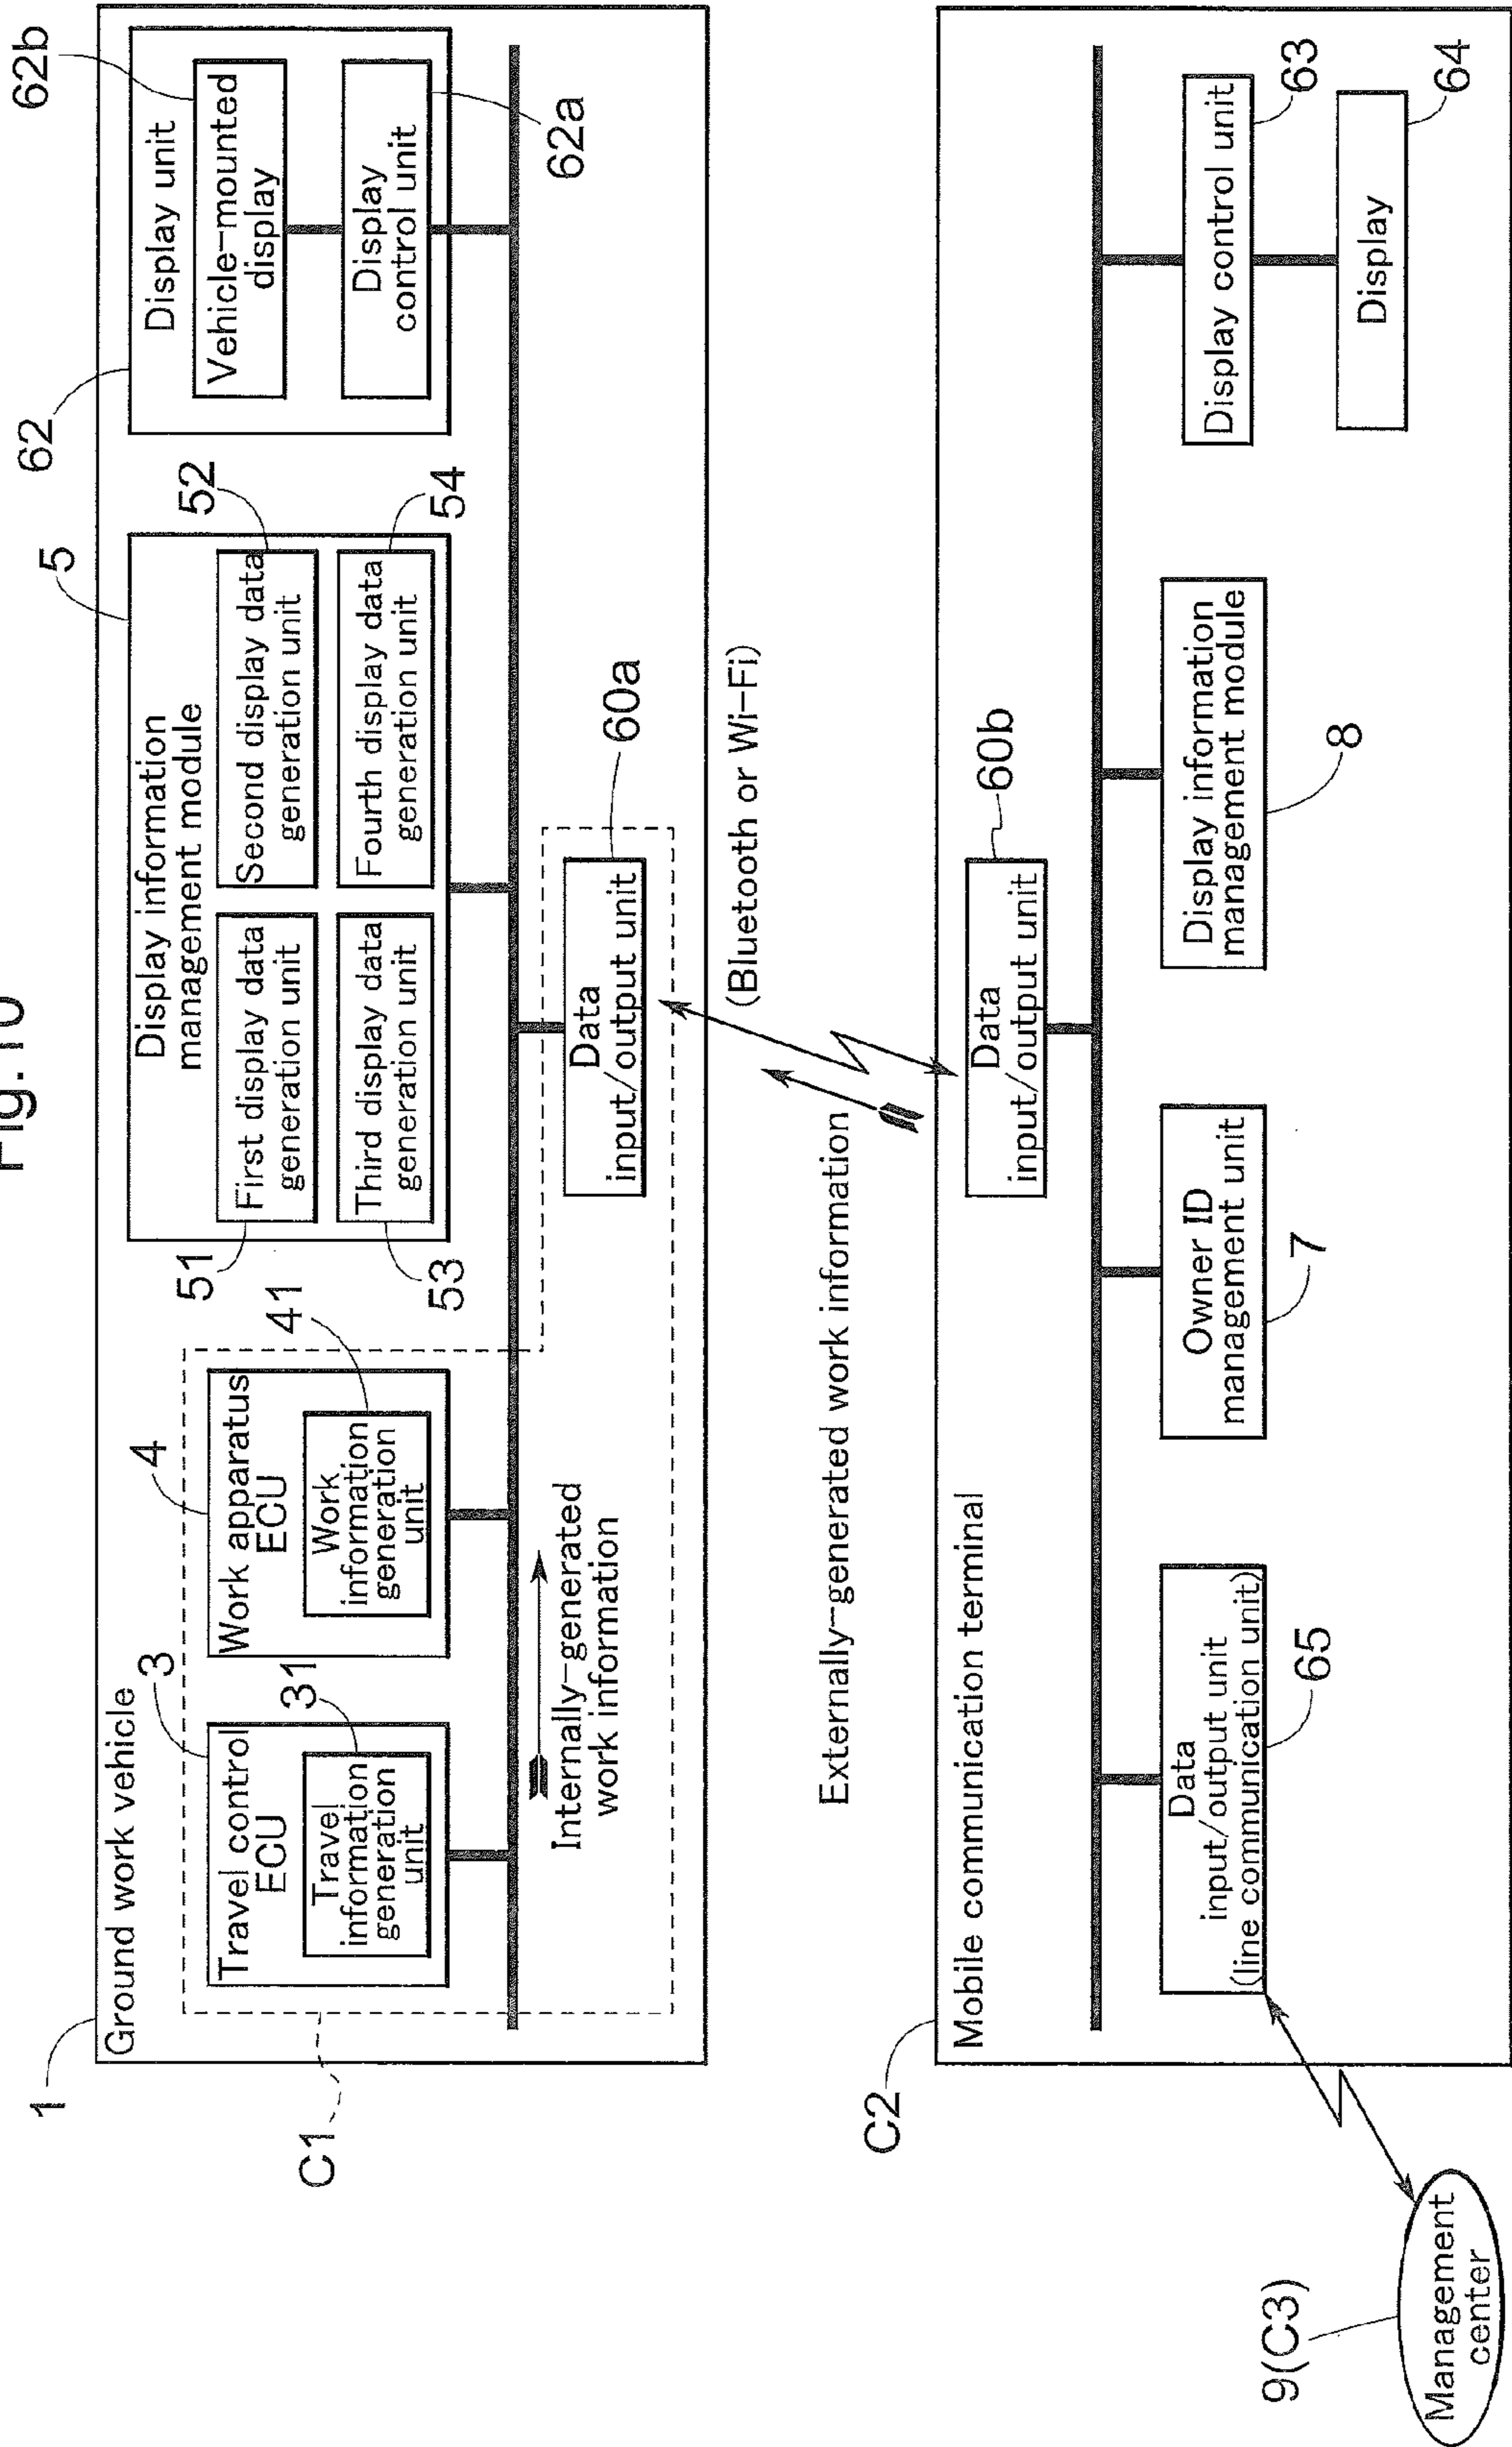 Fig.10
1
Ground work vehicle
C1
3
Travel control
ECU
31
Travel
information
generation
unit
4
Work apparatus
ECU
41
Work
information
generation
unit
Internally-generated
work information
5
Display information
management module
51
First display data
generation unit
52
Second display data
generation unit
53
Third display data
generation unit
54
Fourth display data
generation unit
60a
Data
input/output unit
62
Display unit
62b
Vehicle-mounted
display
62a
Display
control unit
(Bluetooth or Wi-Fi)
Externally-generated work information
C2
Mobile communication terminal
60b
Data
input/output unit
Data
input/output unit
(line communication unit)
65
Owner ID
management unit
7
Display information
management module
8
Display control unit
63
Display
64
9(C3)
Management
center